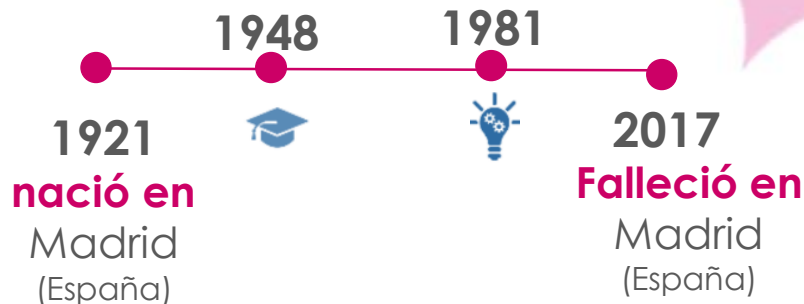 1948
1981
1921
nació en
Madrid
(España)
2017
Falleció en
Madrid
(España)